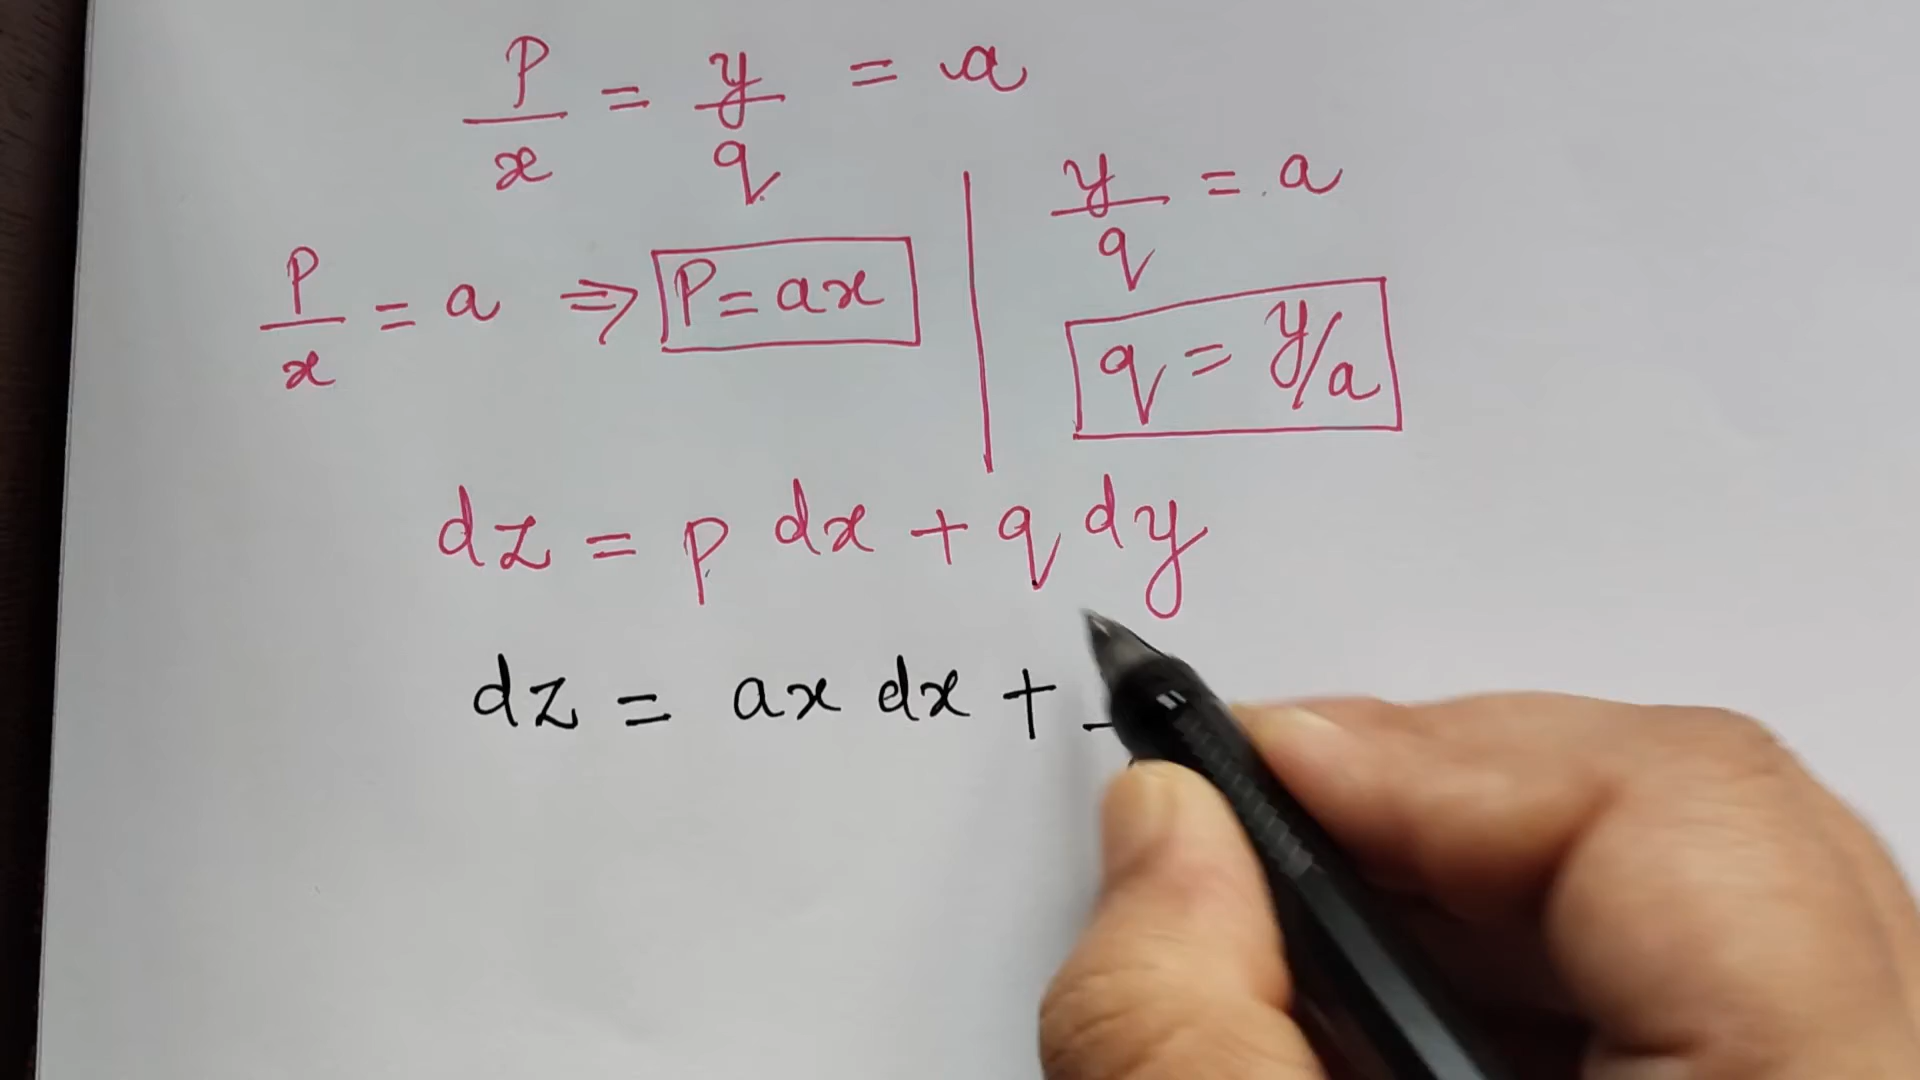 P/x = y/q = a
y/q = a
P/x = a ⇒ P = ax
q = y/a
dz = p dx + q dy
dz = ax dx +